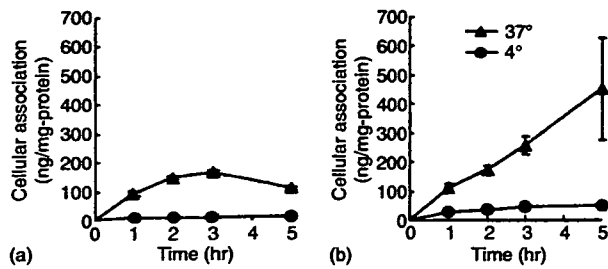 700
600
500
400
300
200
100
0
0 1 2 3 4 5
Time (hr)
Cellular association
(ng/mg-protein)
(a)
700
600
500
400
300
200
100
0
0 1 2 3 4 5
Time (hr)
Cellular association
(ng/mg-protein)
37°
4°
(b)